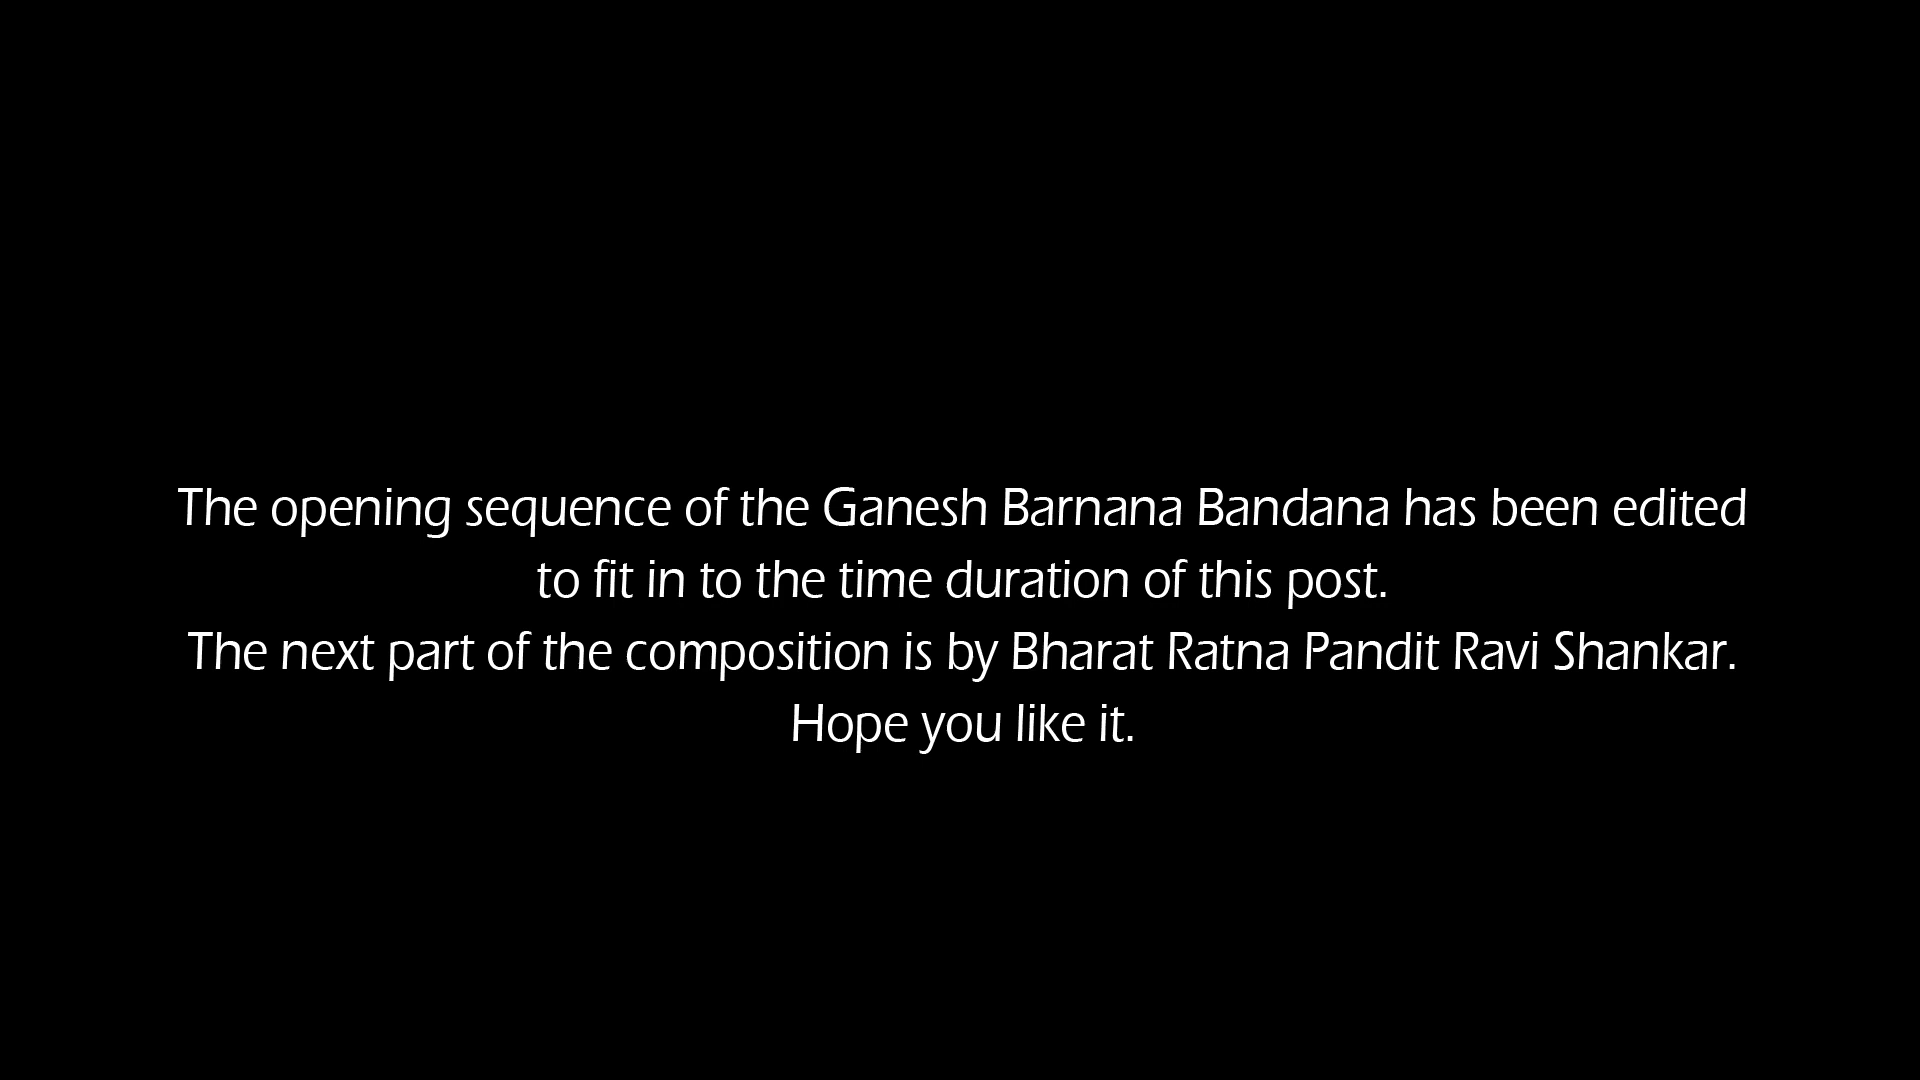 The opening sequence of the Ganesh Barnana Bandana has been edited
to fit in to the time duration of this post.
The next part of the composition is by Bharat Ratna Pandit Ravi Shankar.
Hope you like it.